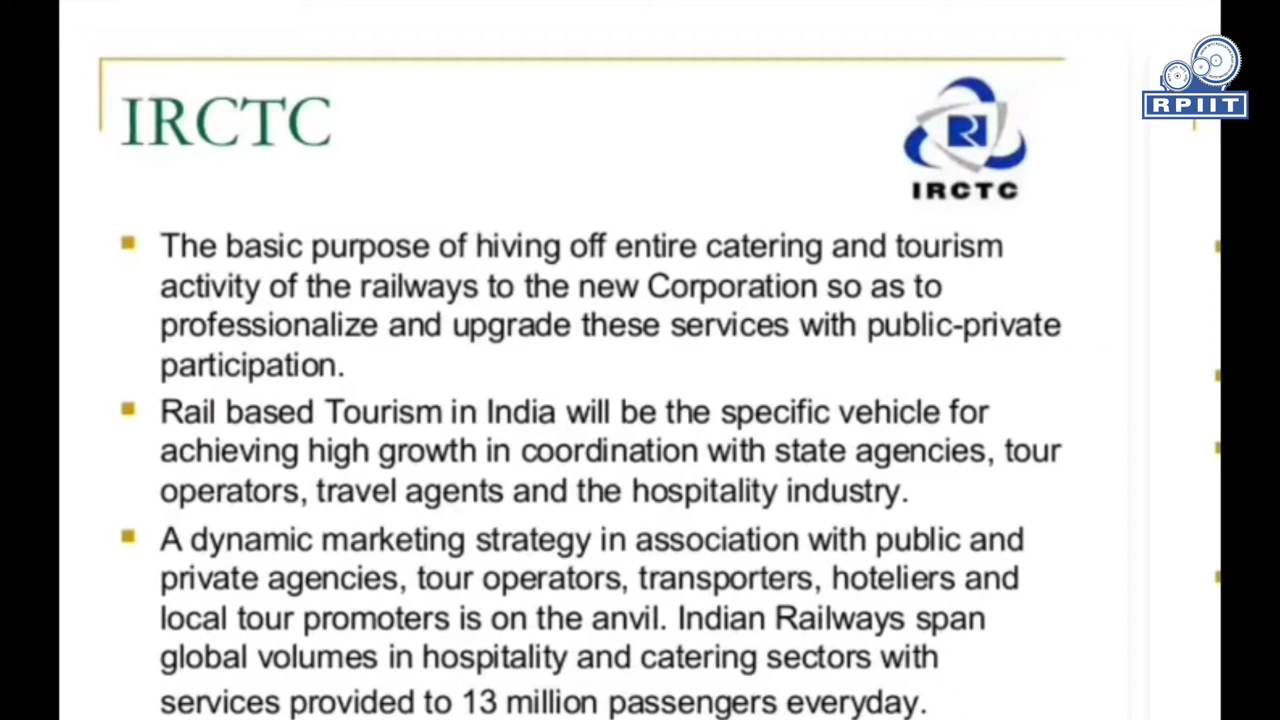 IRCTC
RPIIT
IRCTC
The basic purpose of hiving off entire catering and tourism
activity of the railways to the new Corporation so as to
professionalize and upgrade these services with public-private
participation.
Rail based Tourism in India will be the specific vehicle for
achieving high growth in coordination with state agencies, tour
operators, travel agents and the hospitality industry.
A dynamic marketing strategy in association with public and
private agencies, tour operators, transporters, hoteliers and
local tour promoters is on the anvil. Indian Railways span
global volumes in hospitality and catering sectors with
services provided to 13 million passengers everyday.